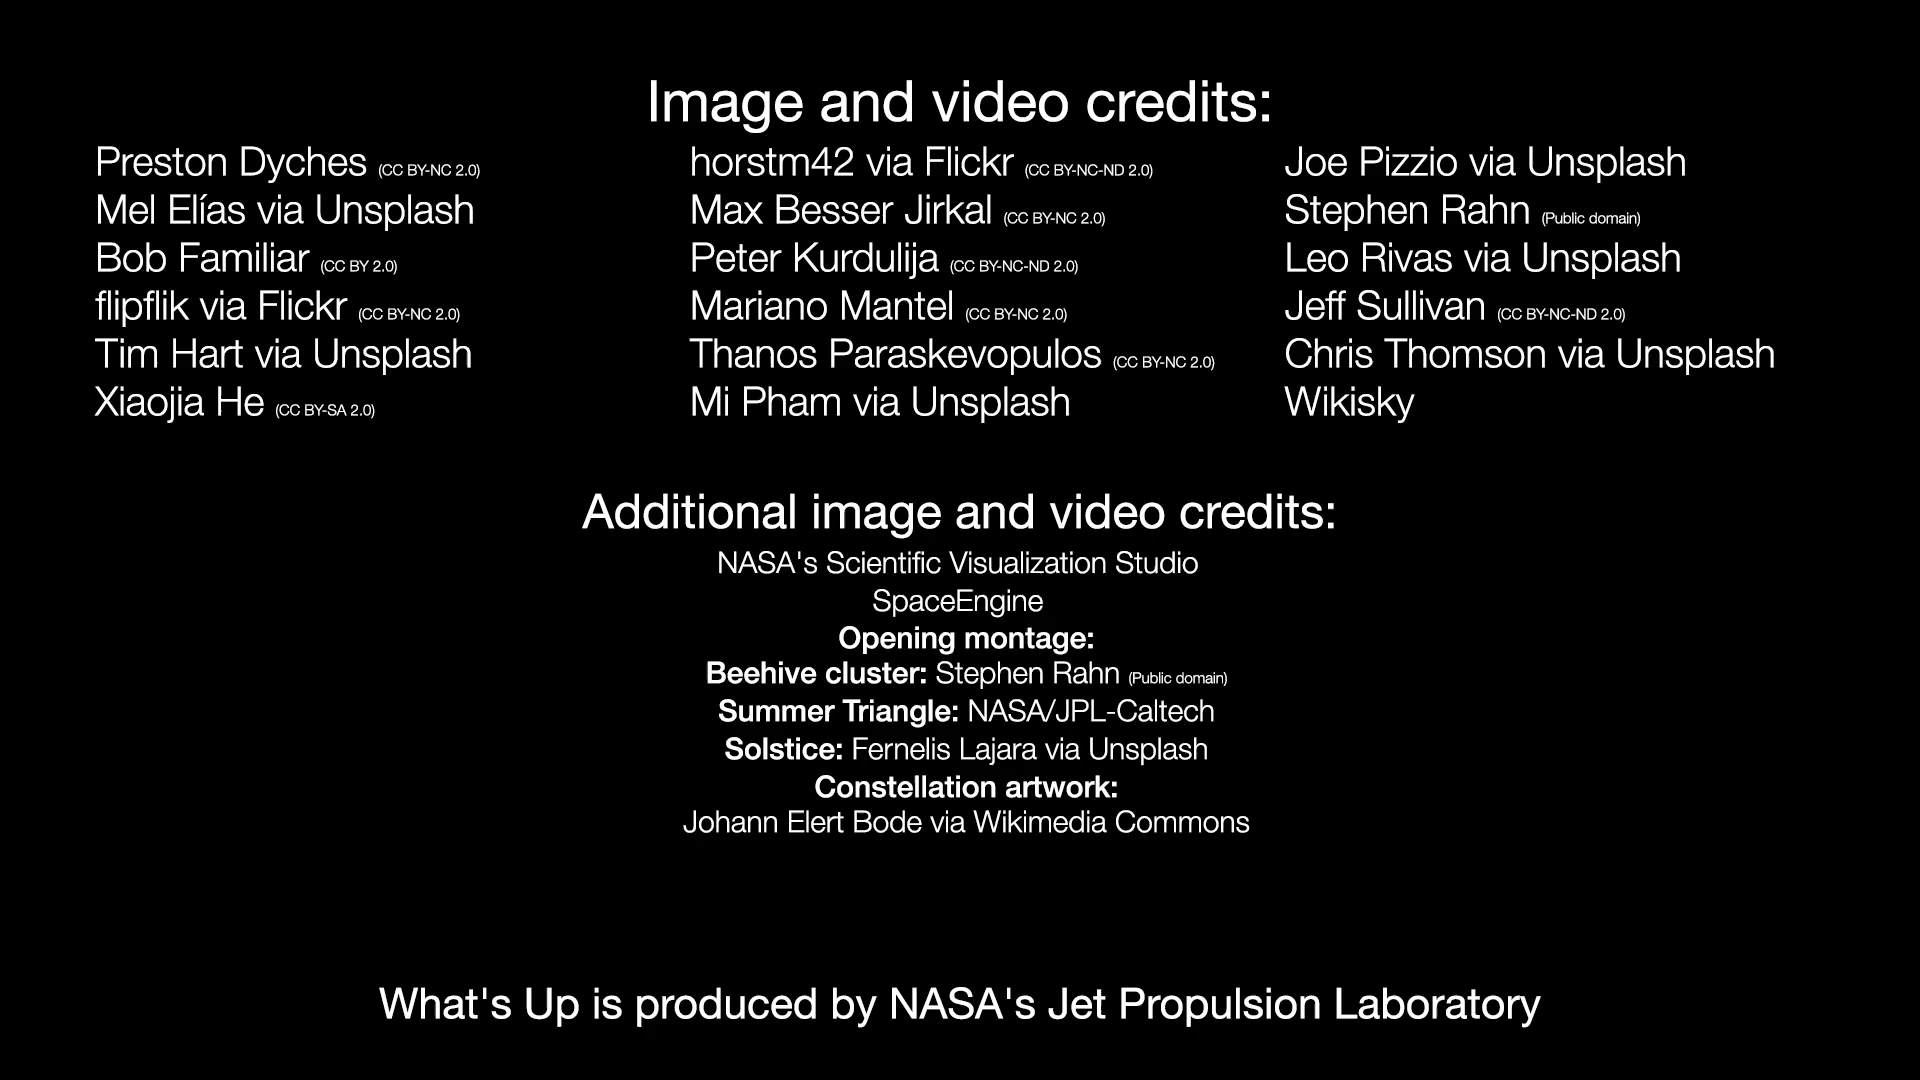 Image and video credits:
Preston Dyches (CC BY-NC 2.0)
Mel Elías via Unsplash
Bob Familiar (CC BY 2.0)
flipflik via Flickr (CC BY-NC 2.0)
Tim Hart via Unsplash
Xiaojia He (CC BY-SA 2.0)
horstm42 via Flickr (CC BY-NC-ND 2.0)
Max Besser Jirkal (CC BY-NC 2.0)
Peter Kurdulija (CC BY-NC-ND 2.0)
Mariano Mantel (CC BY-NC 2.0)
Thanos Paraskevopulos (CC BY-NC 2.0)
Mi Pham via Unsplash
Joe Pizzio via Unsplash
Stephen Rahn (Public domain)
Leo Rivas via Unsplash
Jeff Sullivan (CC BY-NC-ND 2.0)
Chris Thomson via Unsplash
Wikisky
Additional image and video credits:
NASA's Scientific Visualization Studio
SpaceEngine
Opening montage:
Beehive cluster: Stephen Rahn (Public domain)
Summer Triangle: NASA/JPL-Caltech
Solstice: Fernelis Lajara via Unsplash
Constellation artwork:
Johann Elert Bode via Wikimedia Commons
What's Up is produced by NASA's Jet Propulsion Laboratory